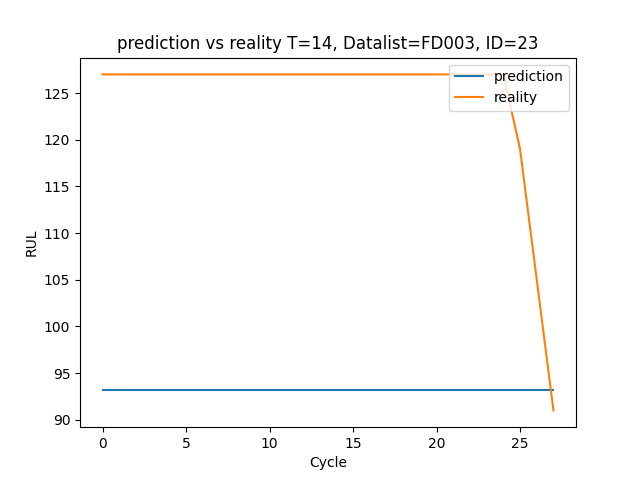 prediction vs reality T=14, Datalist=FD003, ID=23
prediction
reality
125
120
115
110
105
100
95
90
RUL
0 5 10 15 20 25
Cycle